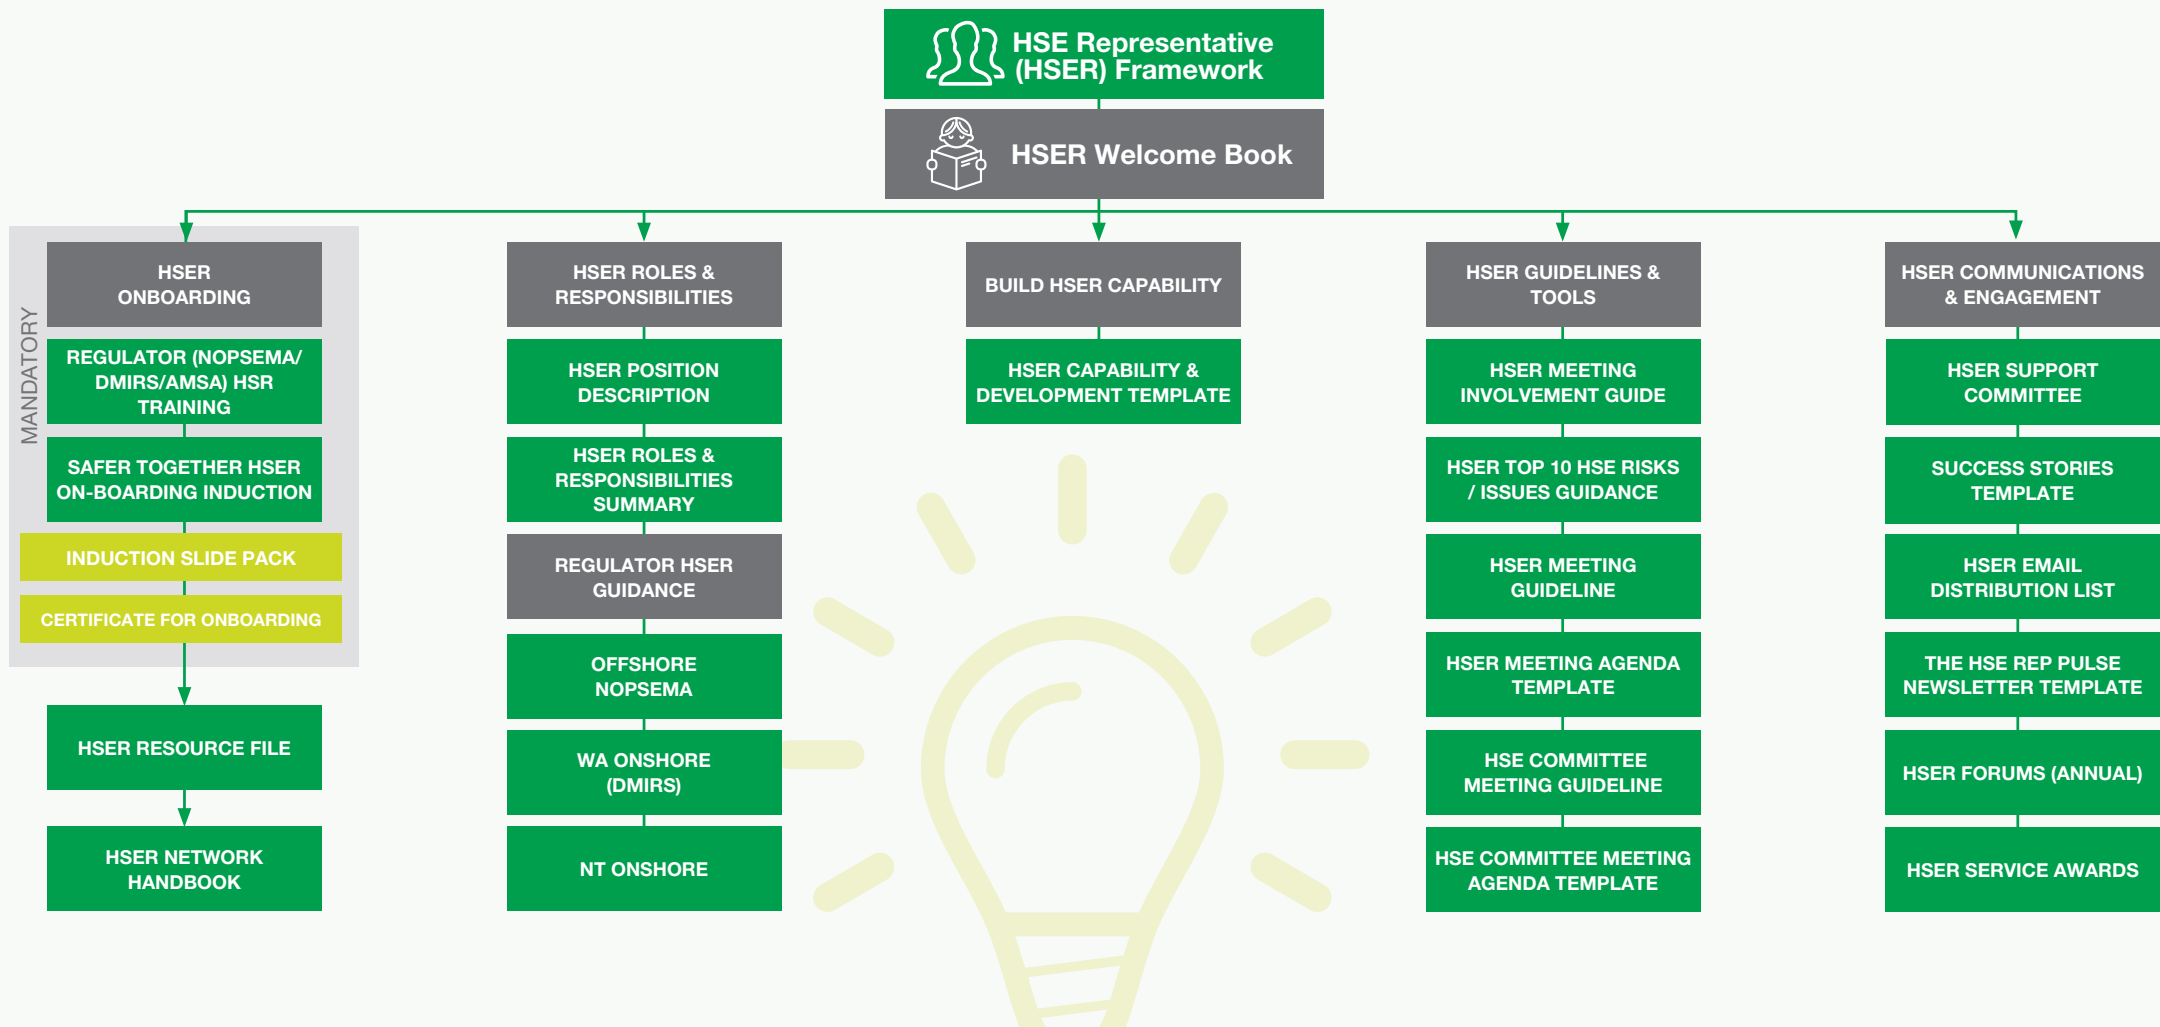 HSE Representative
(HSER) Framework
HSER Welcome Book
MANDATORY
HSER
ONBOARDING
REGULATOR (NOPSEMA/
DMIRS/AMSA) HSR
TRAINING
SAFER TOGETHER HSER
ON-BOARDING INDUCTION
INDUCTION SLIDE PACK
CERTIFICATE FOR ONBOARDING
HSER RESOURCE FILE
HSER NETWORK
HANDBOOK
HSER ROLES &
RESPONSIBILITIES
HSER POSITION
DESCRIPTION
HSER ROLES &
RESPONSIBILITIES
SUMMARY
REGULATOR HSER
GUIDANCE
OFFSHORE
NOPSEMA
WA ONSHORE
(DMIRS)
NT ONSHORE
BUILD HSER CAPABILITY
HSER CAPABILITY &
DEVELOPMENT TEMPLATE
HSER GUIDELINES &
TOOLS
HSER MEETING
INVOLVEMENT GUIDE
HSER TOP 10 HSE RISKS
/ ISSUES GUIDANCE
HSER MEETING
GUIDELINE
HSER MEETING AGENDA
TEMPLATE
HSE COMMITTEE
MEETING GUIDELINE
HSE COMMITTEE MEETING
AGENDA TEMPLATE
HSER COMMUNICATIONS
& ENGAGEMENT
HSER SUPPORT
COMMITTEE
SUCCESS STORIES
TEMPLATE
HSER EMAIL
DISTRIBUTION LIST
THE HSE REP PULSE
NEWSLETTER TEMPLATE
HSER FORUMS (ANNUAL)
HSER SERVICE AWARDS